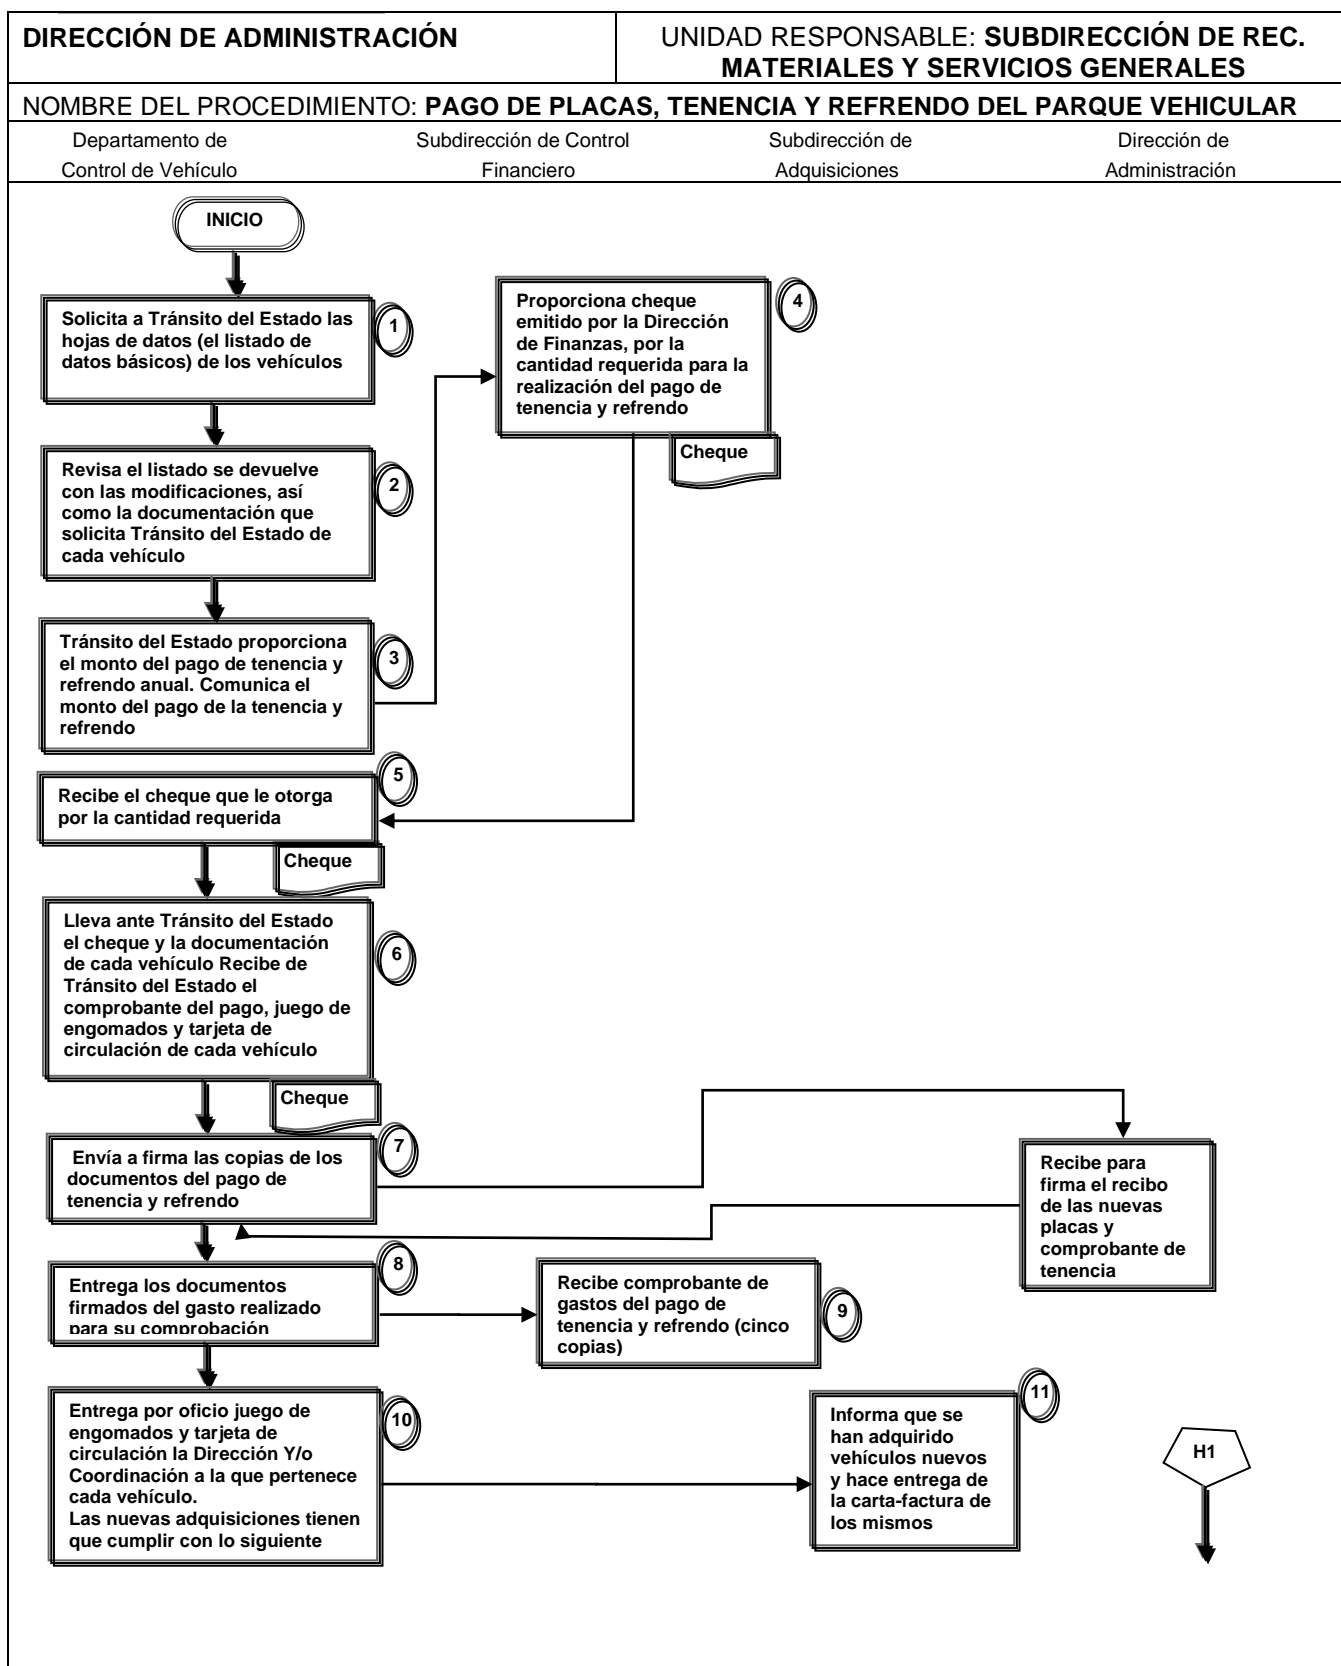 DIRECCIÓN DE ADMINISTRACIÓN
UNIDAD RESPONSABLE: SUBDIRECCIÓN DE REC.
MATERIALES Y SERVICIOS GENERALES
NOMBRE DEL PROCEDIMIENTO: PAGO DE PLACAS, TENENCIA Y REFRENDO DEL PARQUE VEHICULAR
Departamento de
Control de Vehículo
Subdirección de Control
Financiero
Subdirección de
Adquisiciones
Dirección de
Administración
INICIO
Solicita a Tránsito del Estado las
hojas de datos (el listado de
datos básicos) de los vehículos
1
Proporciona cheque
emitido por la Dirección
de Finanzas, por la
cantidad requerida para la
realización del pago de
tenencia y refrendo
4
Cheque
Revisa el listado se devuelve
con las modificaciones, así
como la documentación que
solicita Tránsito del Estado de
cada vehículo
2
Tránsito del Estado proporciona
el monto del pago de tenencia y
refrendo anual. Comunica el
monto del pago de la tenencia y
refrendo
3
Recibe el cheque que le otorga
por la cantidad requerida
5
Cheque
Lleva ante Tránsito del Estado
el cheque y la documentación
de cada vehículo Recibe de
Tránsito del Estado el
comprobante del pago, juego de
engomados y tarjeta de
circulación de cada vehículo
6
Cheque
Envía a firma las copias de los
documentos del pago de
tenencia y refrendo
7
Recibe para
firma el recibo
de las nuevas
placas y
comprobante de
tenencia
Entrega los documentos
firmados del gasto realizado
para su comprobación
8
Recibe comprobante de
gastos del pago de
tenencia y refrendo (cinco
copias)
9
Entrega por oficio juego de
engomados y tarjeta de
circulación la Dirección Y/o
Coordinación a la que pertenece
cada vehículo.
Las nuevas adquisiciones tienen
que cumplir con lo siguiente
10
Informa que se
han adquirido
vehículos nuevos
y hace entrega de
la carta-factura de
los mismos
11
H1